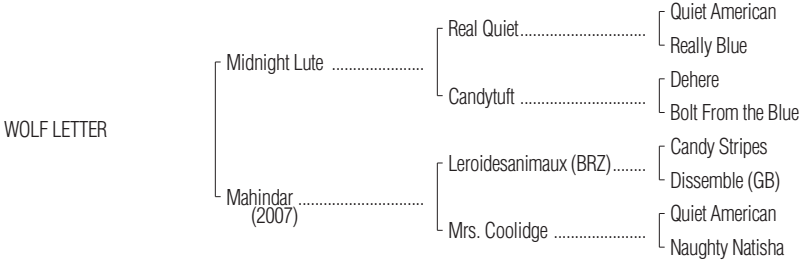 Quiet American
Real Quiet..............................
Really Blue
Midnight Lute ......................
Dehere
Candytuft ..............................
Bolt From the Blue
WOLF LETTER
Candy Stripes
Leroidesanimaux (BRZ)........
Dissemble (GB)
Mahindar ..............................
(2007)
Quiet American
Mrs. Coolidge ......................
Naughty Natisha